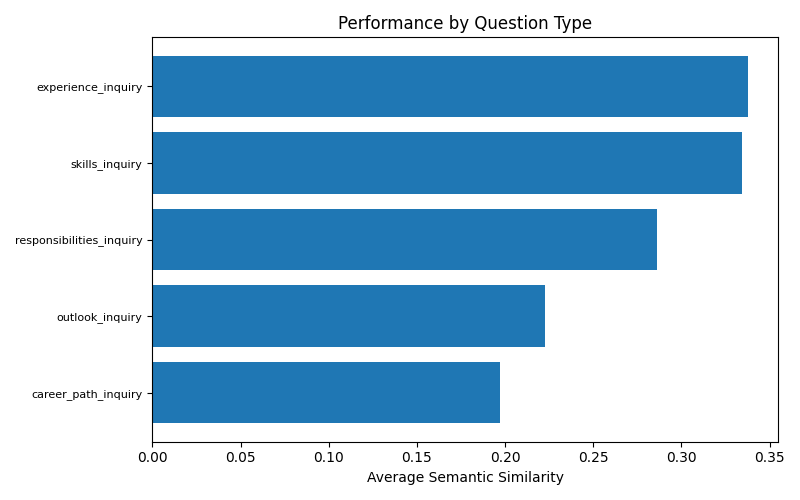 Performance by Question Type
experience_inquiry
skills_inquiry
responsibilities_inquiry
outlook_inquiry
career_path_inquiry
0.00 0.05 0.10 0.15 0.20 0.25 0.30 0.35
Average Semantic Similarity